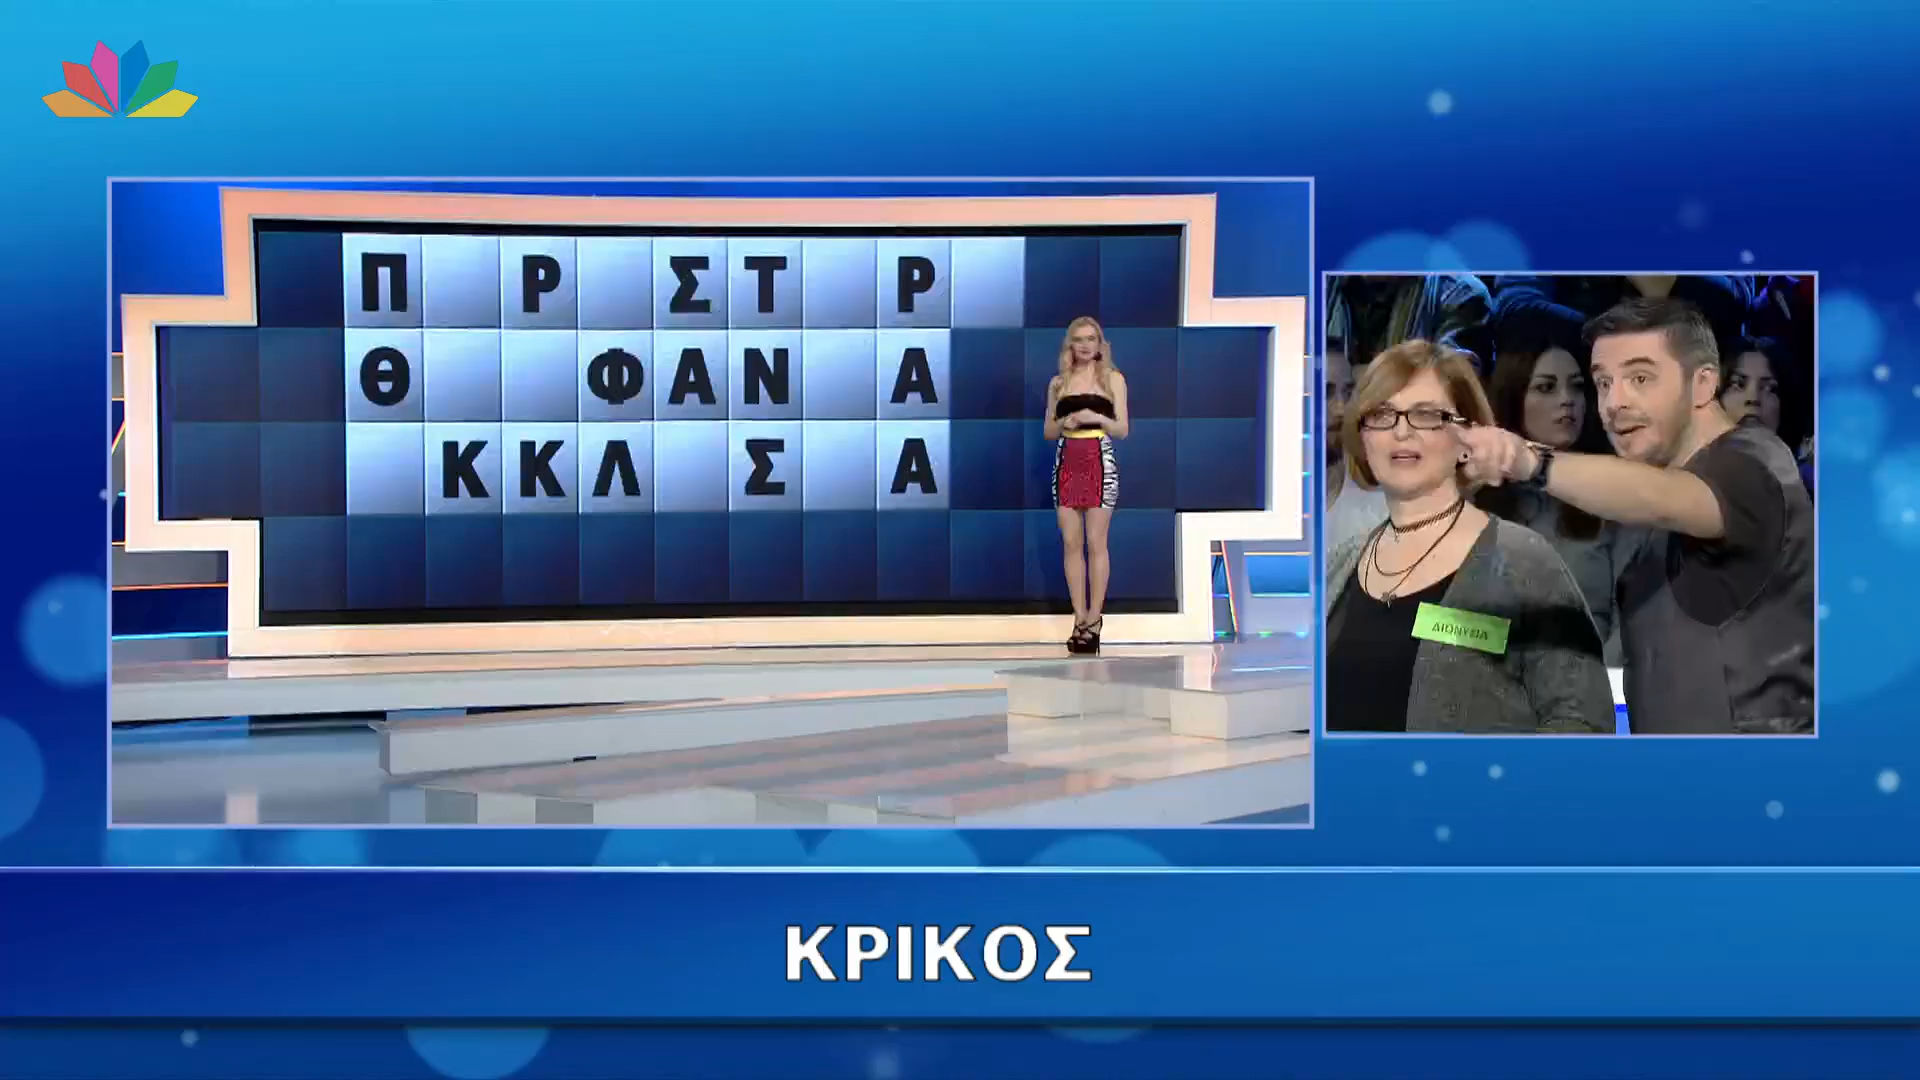 Π Ρ ΣΤ Ρ
Θ ΦΑΝ Α
ΚΚΛ Σ Α
ΔΙΟΝΥΣΙΑ
ΚΡΙΚΟΣ